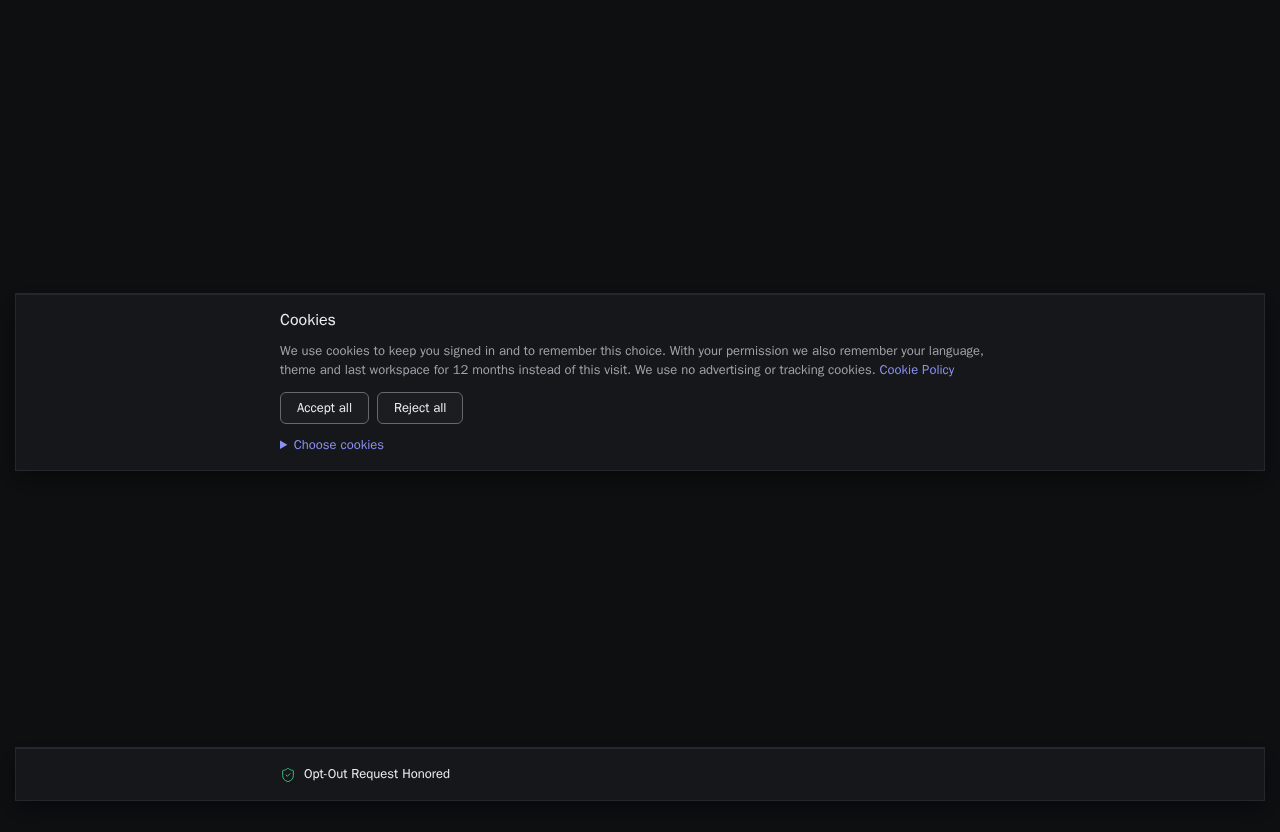 Cookies
We use cookies to keep you signed in and to remember this choice. With your permission we also remember your language,
theme and last workspace for 12 months instead of this visit. We use no advertising or tracking cookies. Cookie Policy
Accept all Reject all
Choose cookies
Opt-Out Request Honored